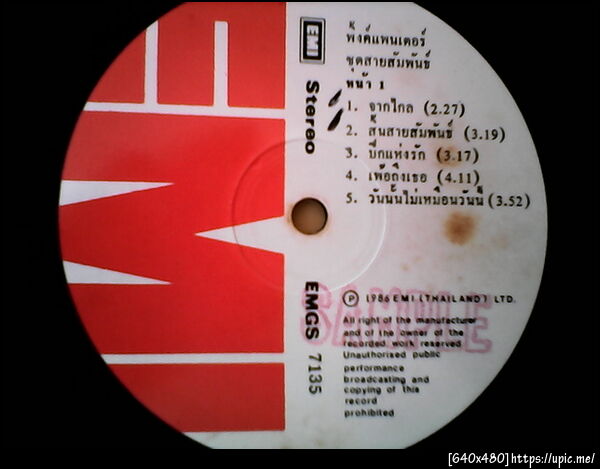 EMI
Stereo
พิ้งค์แพนเตอร์
ชุดสายสัมพันธ์
หน้า 1
1. จากไกล (2.27)
2. สิ้นสายสัมพันธ์ (3.19)
3. บึกแห่งรัก (3.17)
4. เพ้อถึงเธอ (4.11)
5. วันนั้นไม่เหมือนวันนี้ (3.52)
EMGS 7135
SAMPLE
Ⓟ 1986 EMI (THAILAND) LTD.
All right of the manufacturer
and of the owner of the
recorded work reserved
Unauthorised public
performance
broadcasting and
copying of this
record
prohibited
[640x480]https://upic.me/